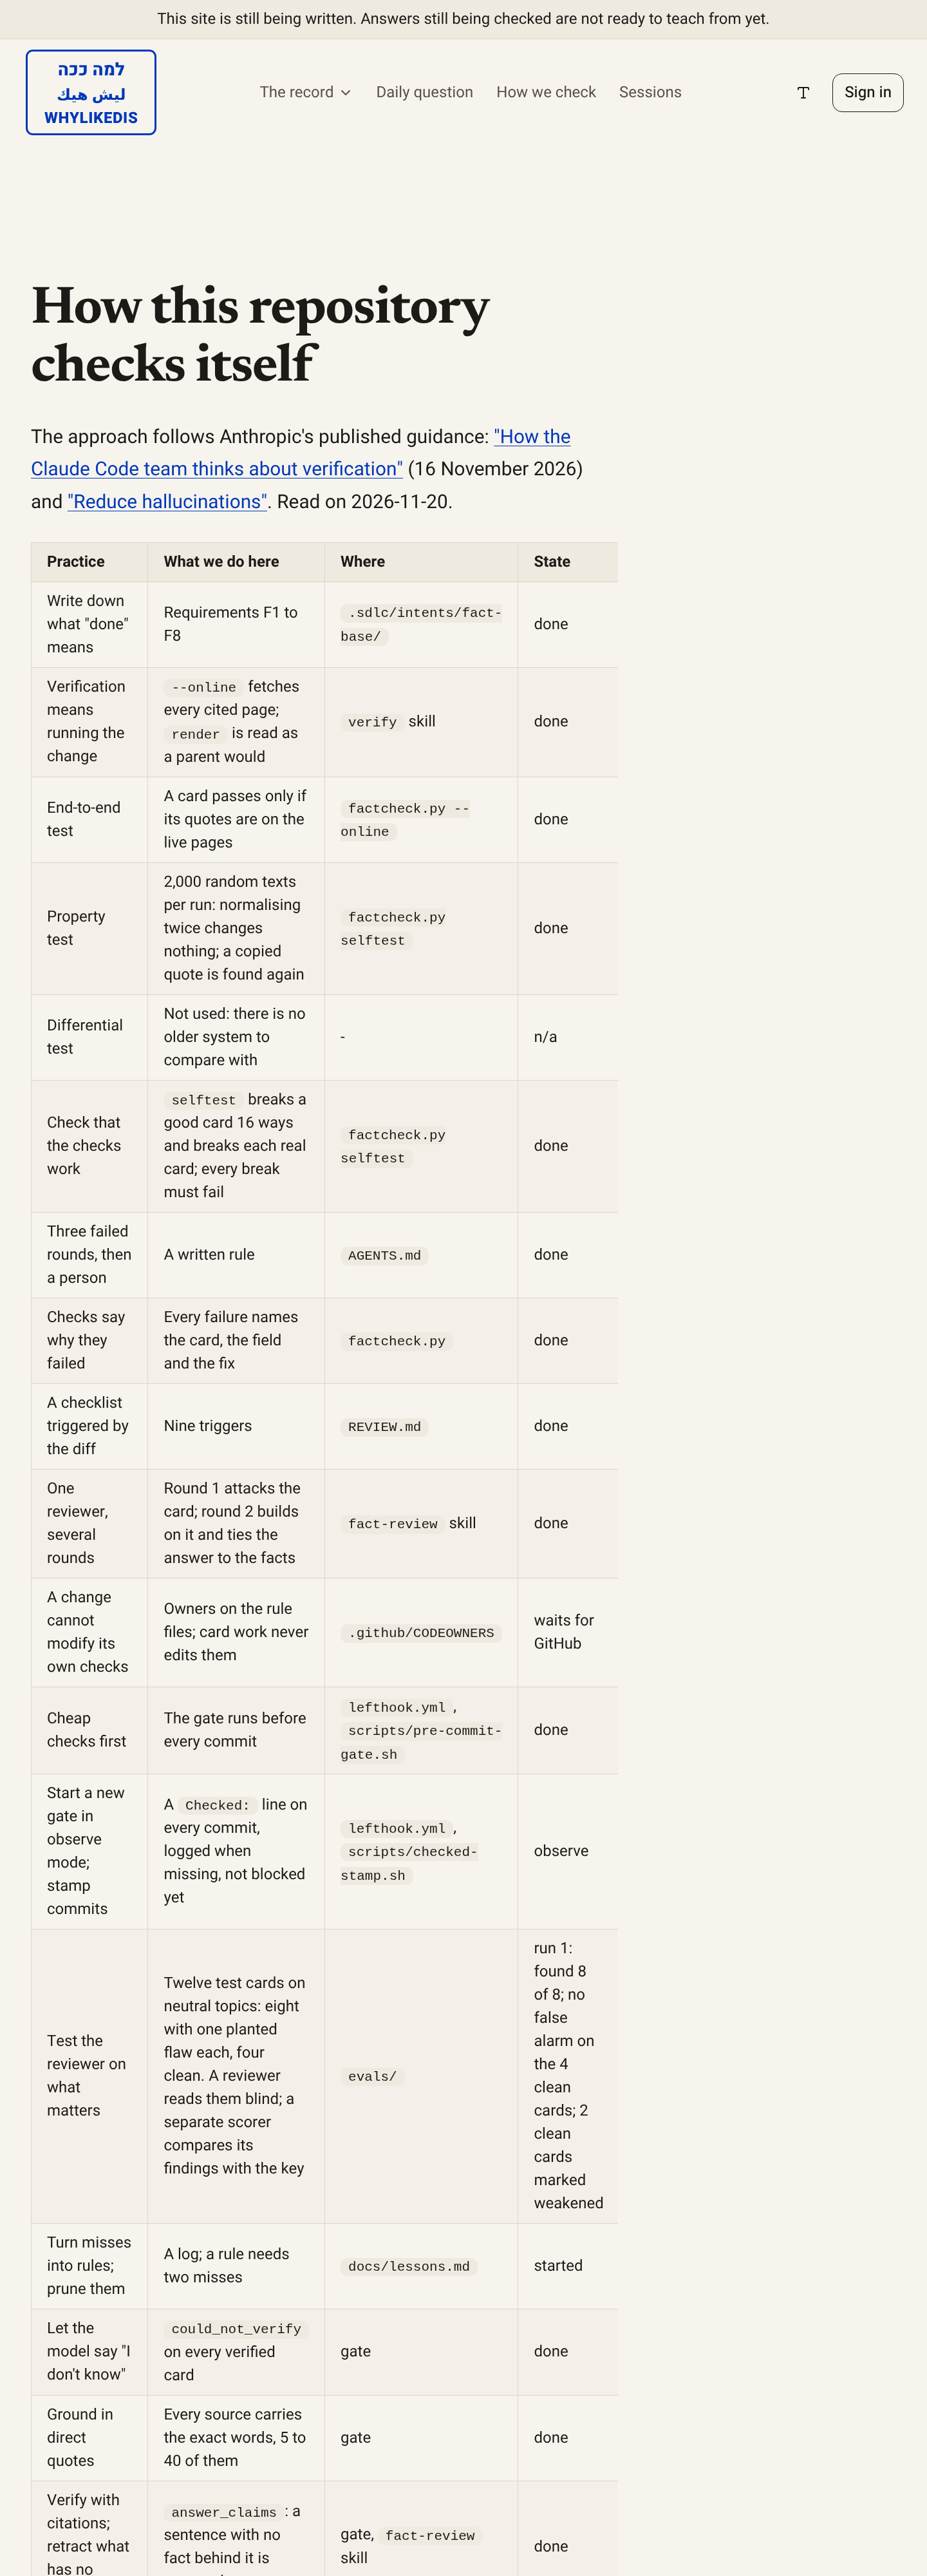 This site is still being written. Answers still being checked are not ready to teach from yet.
למה ככה
ليش هيك
WHYLIKEDIS
The record
Daily question
How we check
Sessions
T
Sign in
How this repository
checks itself
The approach follows Anthropic's published guidance: "How the
Claude Code team thinks about verification" (16 November 2026)
and "Reduce hallucinations". Read on 2026-11-20.
Practice
What we do here
Where
State
Write down
what "done"
means
Requirements F1 to
F8
.sdlc/intents/fact-
base/
done
Verification
means
running the
change
--online fetches
every cited page;
render is read as
a parent would
verify skill
done
End-to-end
test
A card passes only if
its quotes are on the
live pages
factcheck.py --
online
done
Property
test
2,000 random texts
per run: normalising
twice changes
nothing; a copied
quote is found again
factcheck.py
selftest
done
Differential
test
Not used: there is no
older system to
compare with
-
n/a
Check that
the checks
work
selftest breaks a
good card 16 ways
and breaks each real
card; every break
must fail
factcheck.py
selftest
done
Three failed
rounds, then
a person
A written rule
AGENTS.md
done
Checks say
why they
failed
Every failure names
the card, the field
and the fix
factcheck.py
done
A checklist
triggered by
the diff
Nine triggers
REVIEW.md
done
One
reviewer,
several
rounds
Round 1 attacks the
card; round 2 builds
on it and ties the
answer to the facts
fact-review skill
done
A change
cannot
modify its
own checks
Owners on the rule
files; card work never
edits them
.github/CODEOWNERS
waits for
GitHub
Cheap
checks first
The gate runs before
every commit
lefthook.yml,
scripts/pre-commit-
gate.sh
done
Start a new
gate in
observe
mode;
stamp
commits
A Checked: line on
every commit,
logged when
missing, not blocked
yet
lefthook.yml,
scripts/checked-
stamp.sh
observe
Test the
reviewer on
what
matters
Twelve test cards on
neutral topics: eight
with one planted
flaw each, four
clean. A reviewer
reads them blind; a
separate scorer
compares its
findings with the key
evals/
run 1:
found 8
of 8; no
false
alarm on
the 4
clean
cards; 2
clean
cards
marked
weakened
Turn misses
into rules;
prune them
A log; a rule needs
two misses
docs/lessons.md
started
Let the
model say "I
don't know"
could_not_verify
on every verified
card
gate
done
Ground in
direct
quotes
Every source carries
the exact words, 5 to
40 of them
gate
done
Verify with
citations;
retract what
has no
answer_claims: a
sentence with no
fact behind it is
gate, fact-review
skill
done